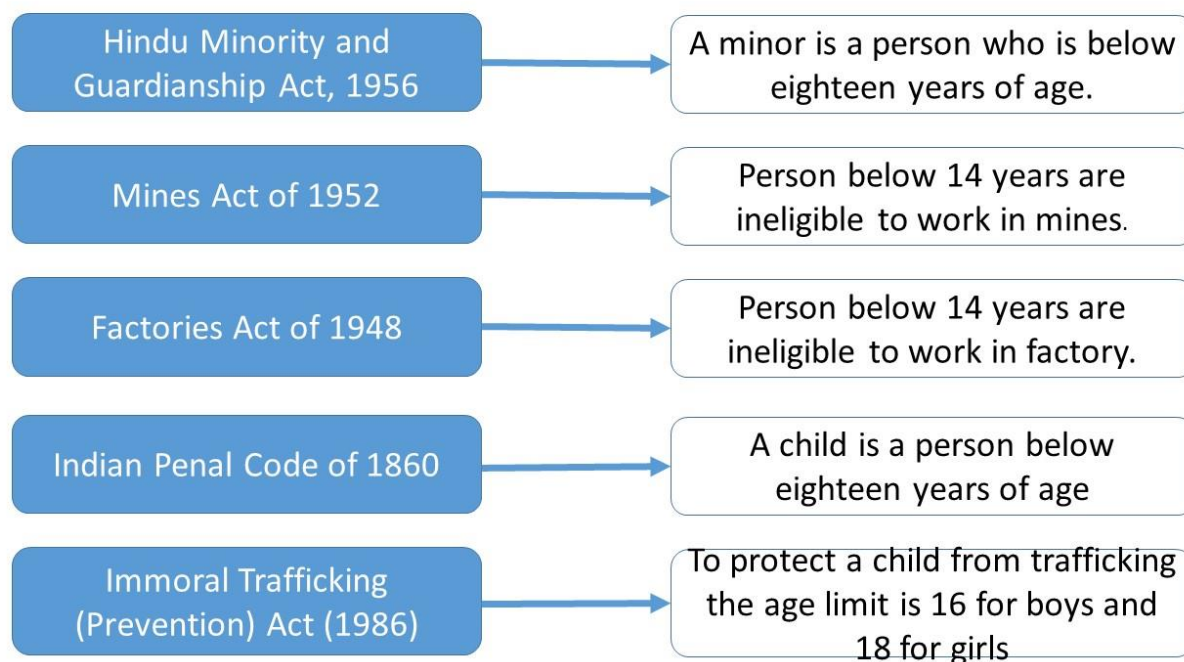 Hindu Minority and
Guardianship Act, 1956
A minor is a person who is below
eighteen years of age.
Mines Act of 1952
Person below 14 years are
ineligible to work in mines.
Factories Act of 1948
Person below 14 years are
ineligible to work in factory.
Indian Penal Code of 1860
A child is a person below
eighteen years of age
Immoral Trafficking
(Prevention) Act (1986)
To protect a child from trafficking
the age limit is 16 for boys and
18 for girls